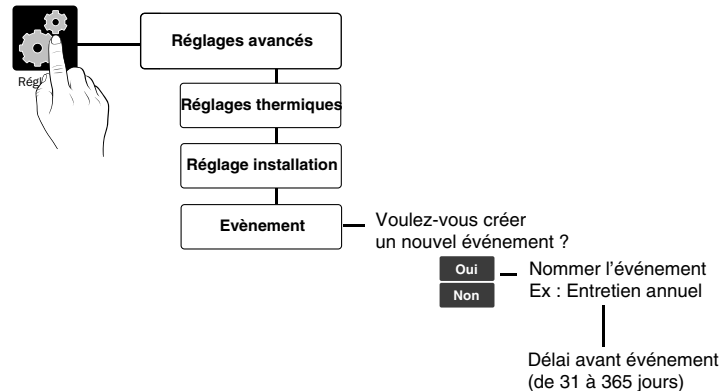 Réglages avancés
Réglages thermiques
Réglage installation
Evènement
Voulez-vous créer
un nouvel événement ?
Oui
Non
Nommer l’événement
Ex : Entretien annuel
Délai avant événement
(de 31 à 365 jours)